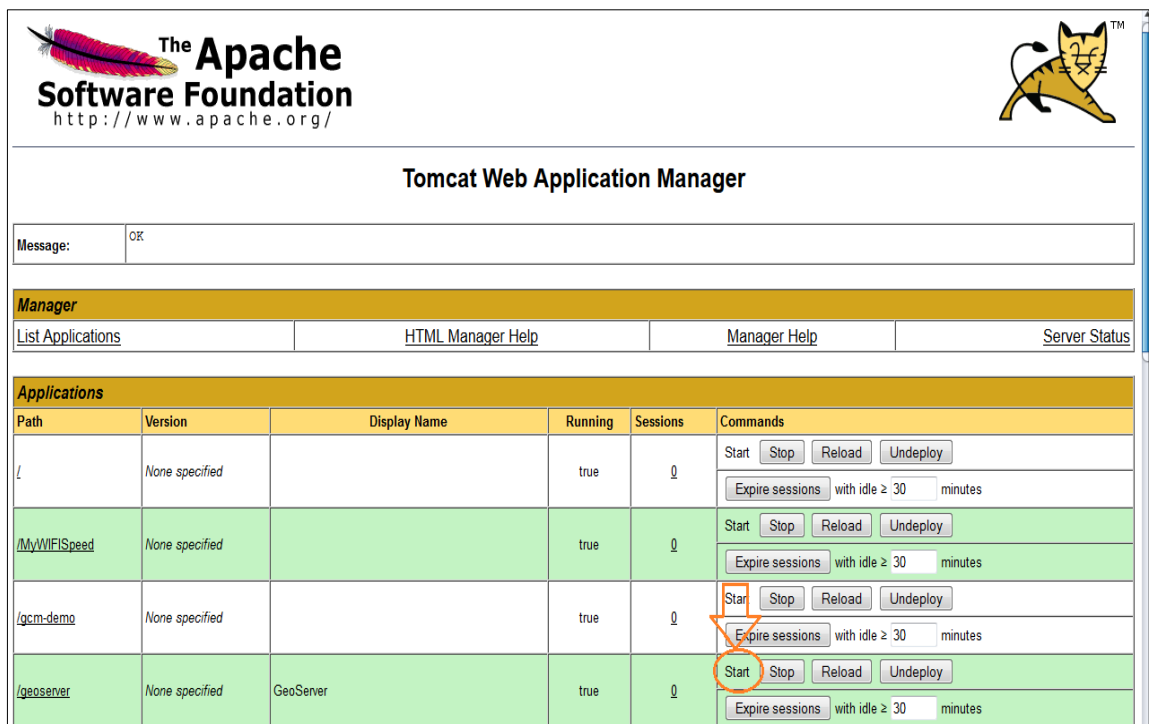 The Apache
Software Foundation
http://www.apache.org/
TM
Tomcat Web Application Manager
Message: OK
Manager
List Applications HTML Manager Help Manager Help Server Status
Applications
Path Version Display Name Running Sessions Commands
/ None specified true 0 Start Stop Reload Undeploy
Expire sessions with idle ≥ 30 minutes
/MyWIFISpeed None specified true 0 Start Stop Reload Undeploy
Expire sessions with idle ≥ 30 minutes
/gcm-demo None specified true 0 Start Stop Reload Undeploy
Expire sessions with idle ≥ 30 minutes
/geoserver None specified GeoServer true 0 Start Stop Reload Undeploy
Expire sessions with idle ≥ 30 minutes